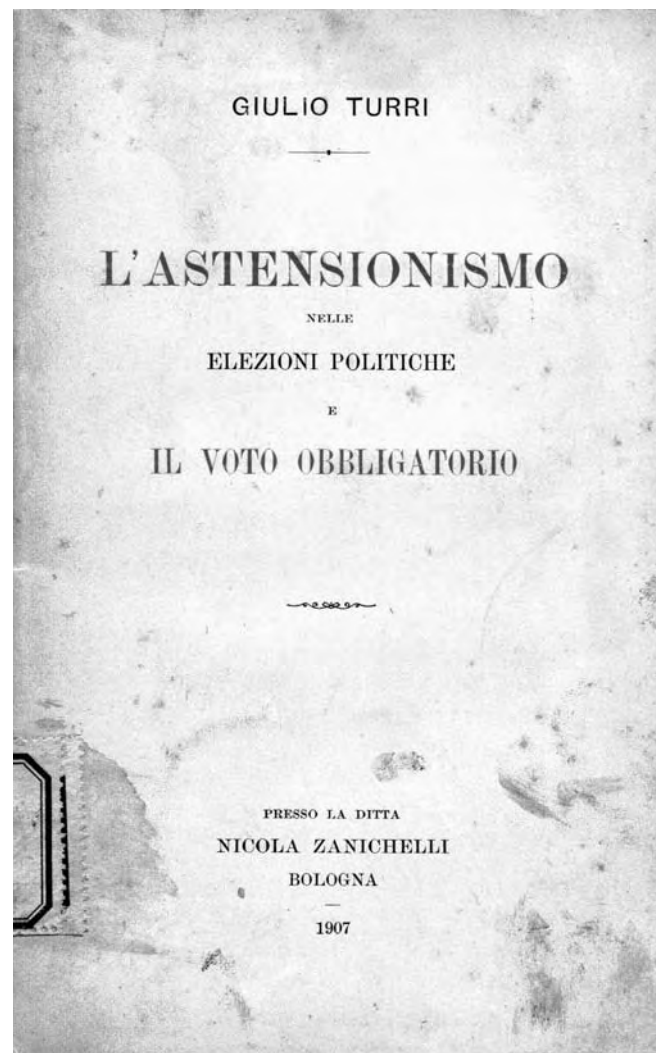 GIULIO TURRI
L'ASTENSIONISMO
NELLE
ELEZIONI POLITICHE
E
IL VOTO OBBLIGATORIO
PRESSO LA DITTA
NICOLA ZANICHELLI
BOLOGNA
1907